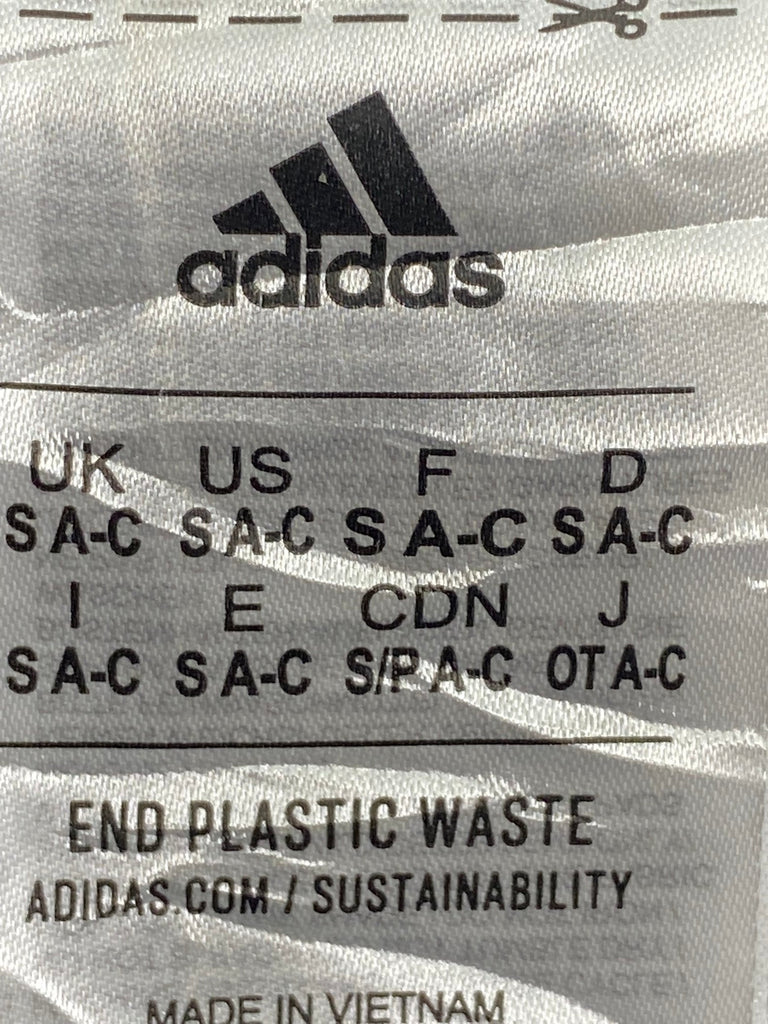 adidas
UK US F D
S A-C S A-C S A-C S A-C
I E CDN J
S A-C S A-C S/P A-C OT A-C
END PLASTIC WASTE
ADIDAS.COM / SUSTAINABILITY
MADE IN VIETNAM